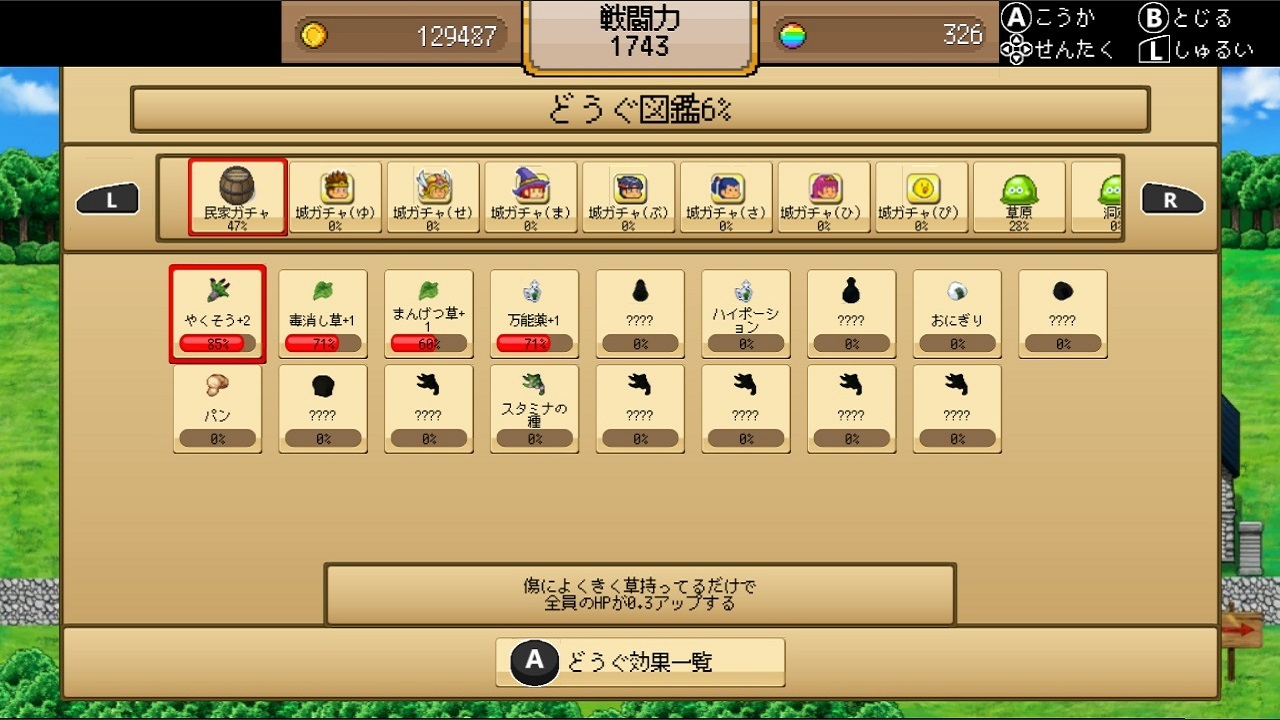 129487
戦闘力
1743
326
A こうか
B とじる
せんたく
L しゅるい
どうぐ図鑑6%
L
民家ガチャ
47%
城ガチャ(ゆ)
0%
城ガチャ(せ)
0%
城ガチャ(ま)
0%
城ガチャ(ぶ)
0%
城ガチャ(さ)
0%
城ガチャ(ひ)
0%
城ガチャ(ぴ)
0%
草原
28%
R
やくそう+2
85%
毒消し草+1
71%
まんげつ草+
1
60%
万能薬+1
71%
????
0%
ハイポーシ
ョン
0%
????
0%
おにぎり
0%
????
0%
パン
0%
????
0%
????
0%
スタミナの
種
0%
????
0%
????
0%
????
0%
????
0%
傷によくきく草持ってるだけで
全員のHPが0.3アップする
A どうぐ効果一覧